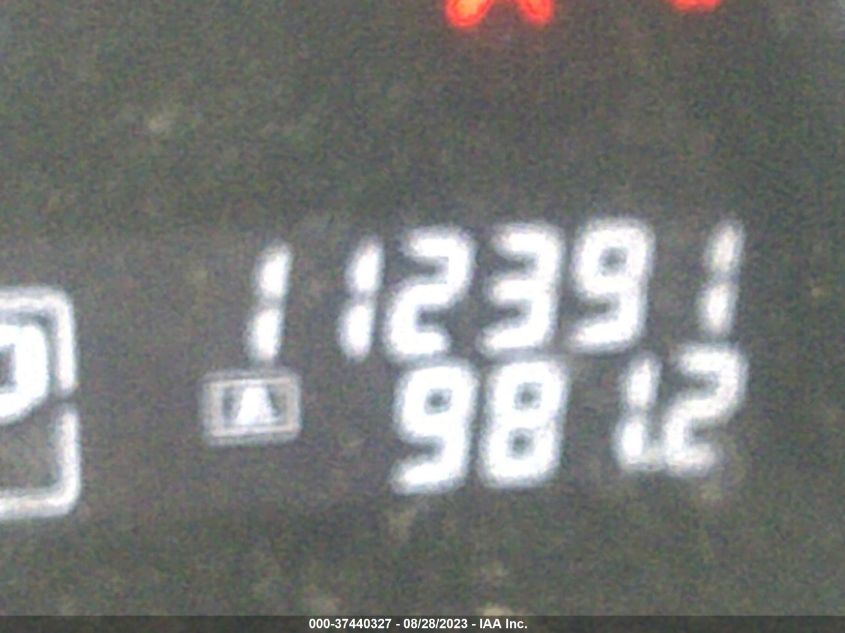 112391
P
A 981.2
000-37440327 - 08/28/2023 - IAA Inc.